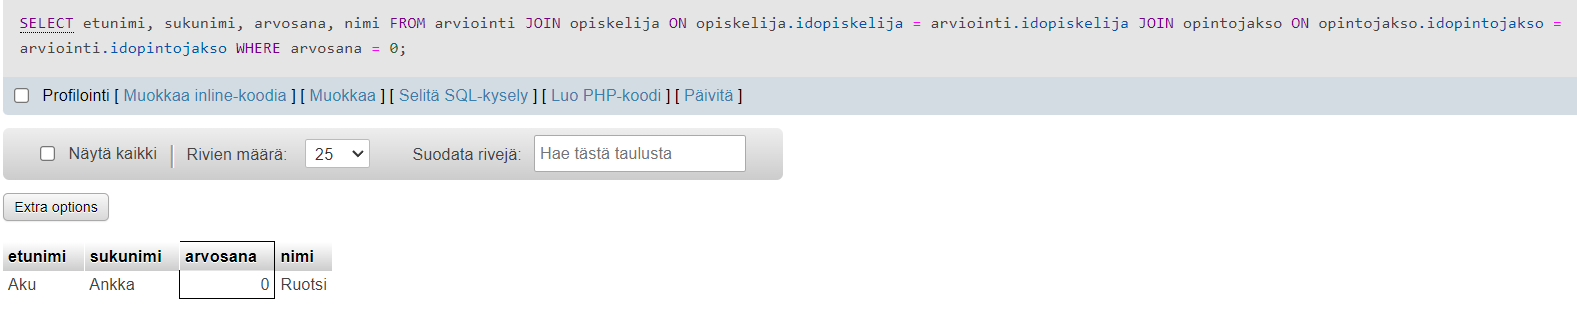 SELECT etunimi, sukunimi, arvosana, nimi FROM arviointi JOIN opiskelija ON opiskelija.idopiskelija = arviointi.idopiskelija JOIN opintojakso ON opintojakso.idopintojakso =
arviointi.idopintojakso WHERE arvosana = 0;
Profilointi [ Muokkaa inline-koodia ] [ Muokkaa ] [ Selitä SQL-kysely ] [ Luo PHP-koodi ] [ Päivitä ]
Näytä kaikki Rivien määrä: 25 Suodata rivejä: Hae tästä taulusta
Extra options
etunimi sukunimi arvosana nimi
Aku Ankka 0 Ruotsi